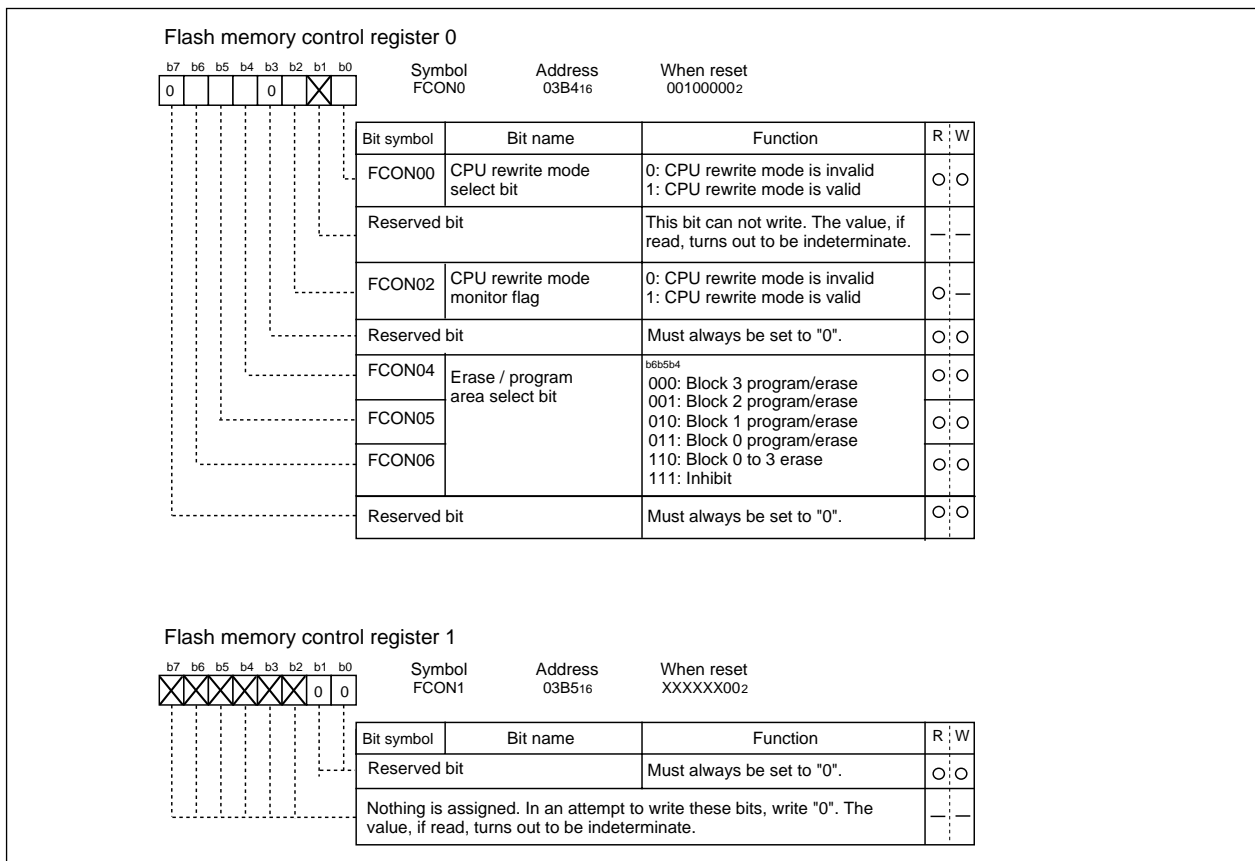 Flash memory control register 0
b7 b6 b5 b4 b3 b2 b1 b0
Symbol Address When reset
FCON0 03B416 001000002
0 0
Bit symbol Bit name Function R W
FCON00 CPU rewrite mode select bit 0: CPU rewrite mode is invalid
1: CPU rewrite mode is valid
Reserved bit This bit can not write. The value, if
read, turns out to be indeterminate.
FCON02 CPU rewrite mode monitor flag 0: CPU rewrite mode is invalid
1: CPU rewrite mode is valid
Reserved bit Must always be set to "0".
FCON04 Erase / program
area select bit
b6b5b4
000: Block 3 program/erase
001: Block 2 program/erase
FCON05 010: Block 1 program/erase
011: Block 0 program/erase
FCON06 110: Block 0 to 3 erase
111: Inhibit
Reserved bit Must always be set to "0".
Flash memory control register 1
b7 b6 b5 b4 b3 b2 b1 b0
Symbol Address When reset
FCON1 03B516 XXXXXX002
0 0
Bit symbol Bit name Function R W
Reserved bit Must always be set to "0".
Nothing is assigned. In an attempt to write these bits, write "0". The
value, if read, turns out to be indeterminate.